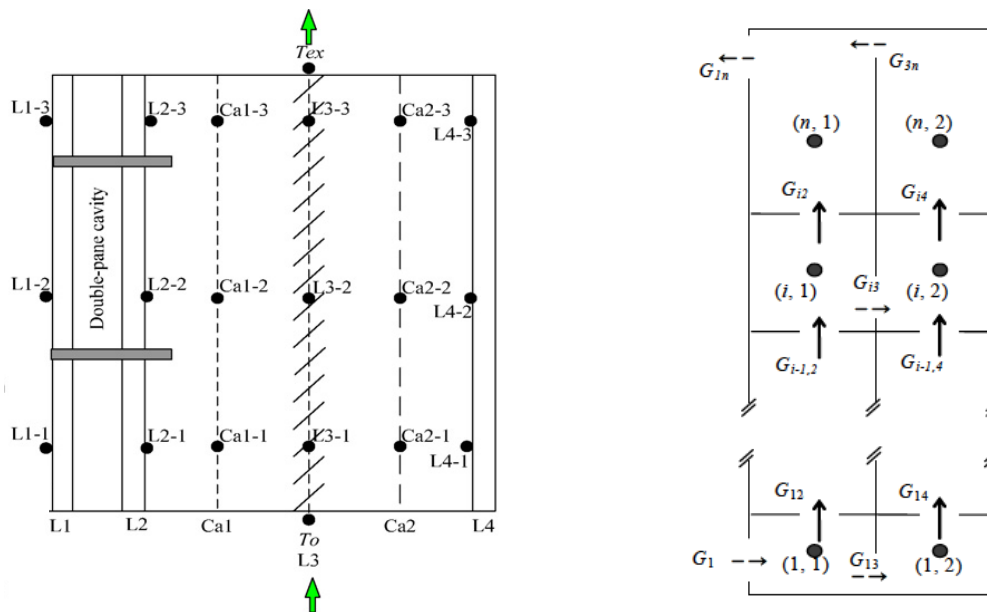 Tex
L1-3
L2-3
Ca1-3
L3-3
Ca2-3
L4-3
Double-pane cavity
L1-2
L2-2
Ca1-2
L3-2
Ca2-2
L4-2
L1-1
L2-1
Ca1-1
L3-1
Ca2-1
L4-1
L1
L2
Ca1
To
L3
Ca2
L4
G1n
G3n
(n, 1)
(n, 2)
Gi2
Gi4
(i, 1)
Gi3
(i, 2)
Gi-1,2
Gi-1,4
G12
G14
G1
(1, 1)
G13
(1, 2)